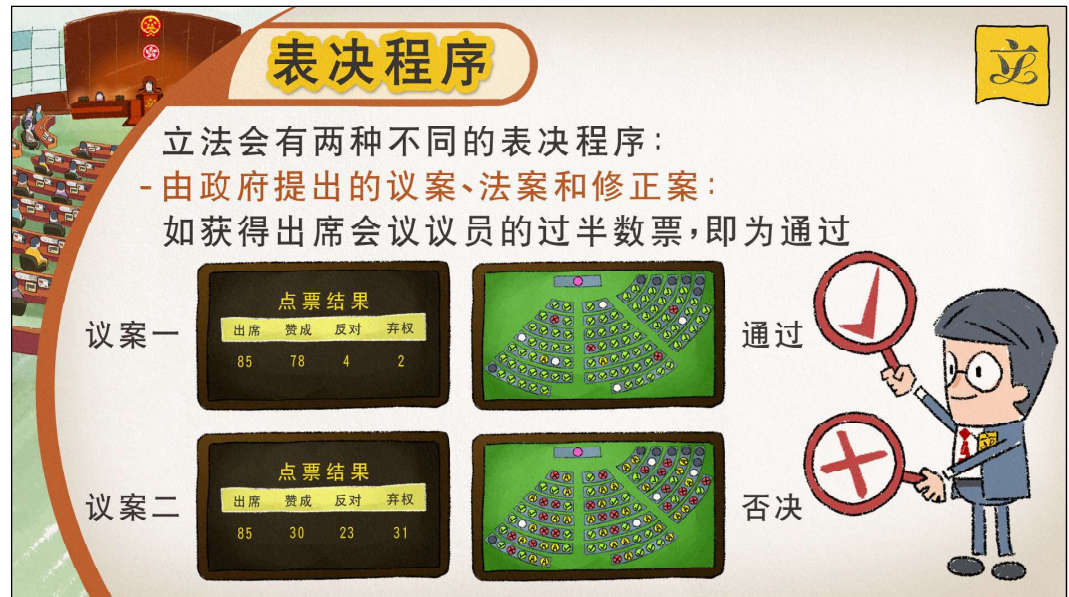 表决程序
立法会有两种不同的表决程序：
-由政府提出的议案、法案和修正案：
如获得出席会议议员的过半数票，即为通过
议案一
点票结果
出席 赞成 反对 弃权
85 78 4 2
通过
议案二
点票结果
出席 赞成 反对 弃权
85 30 23 31
否决